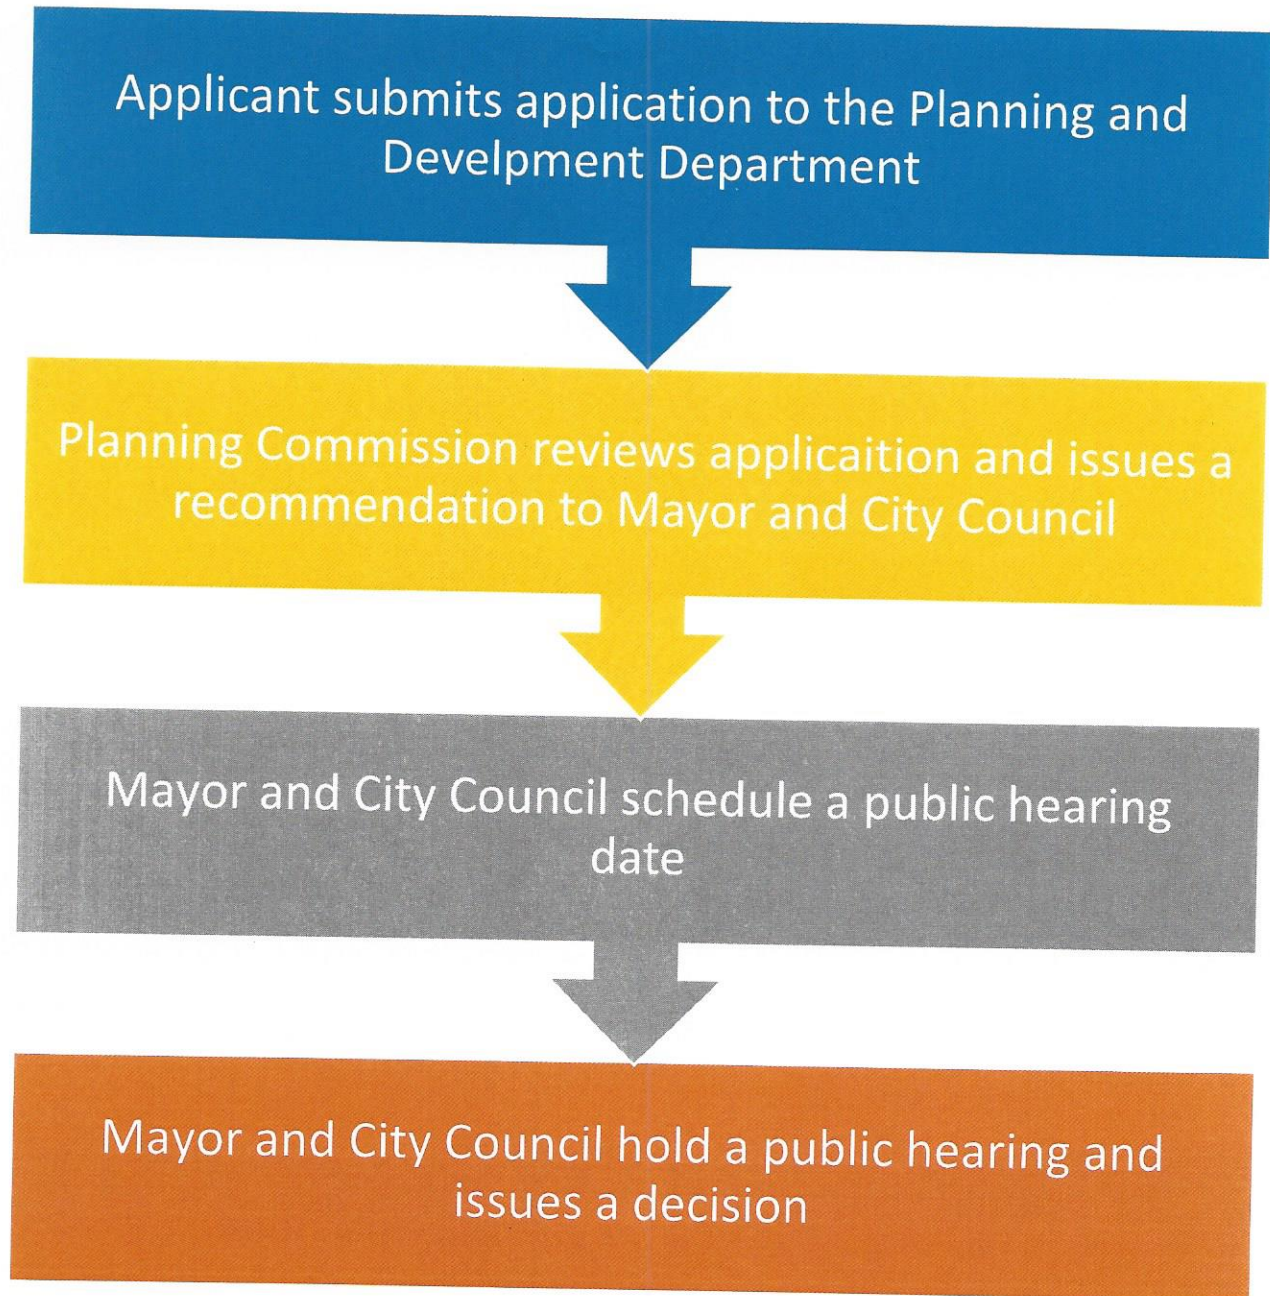 Applicant submits application to the Planning and
Develpment Department
Planning Commission reviews applicaition and issues a
recommendation to Mayor and City Council
Mayor and City Council schedule a public hearing
date
Mayor and City Council hold a public hearing and
issues a decision